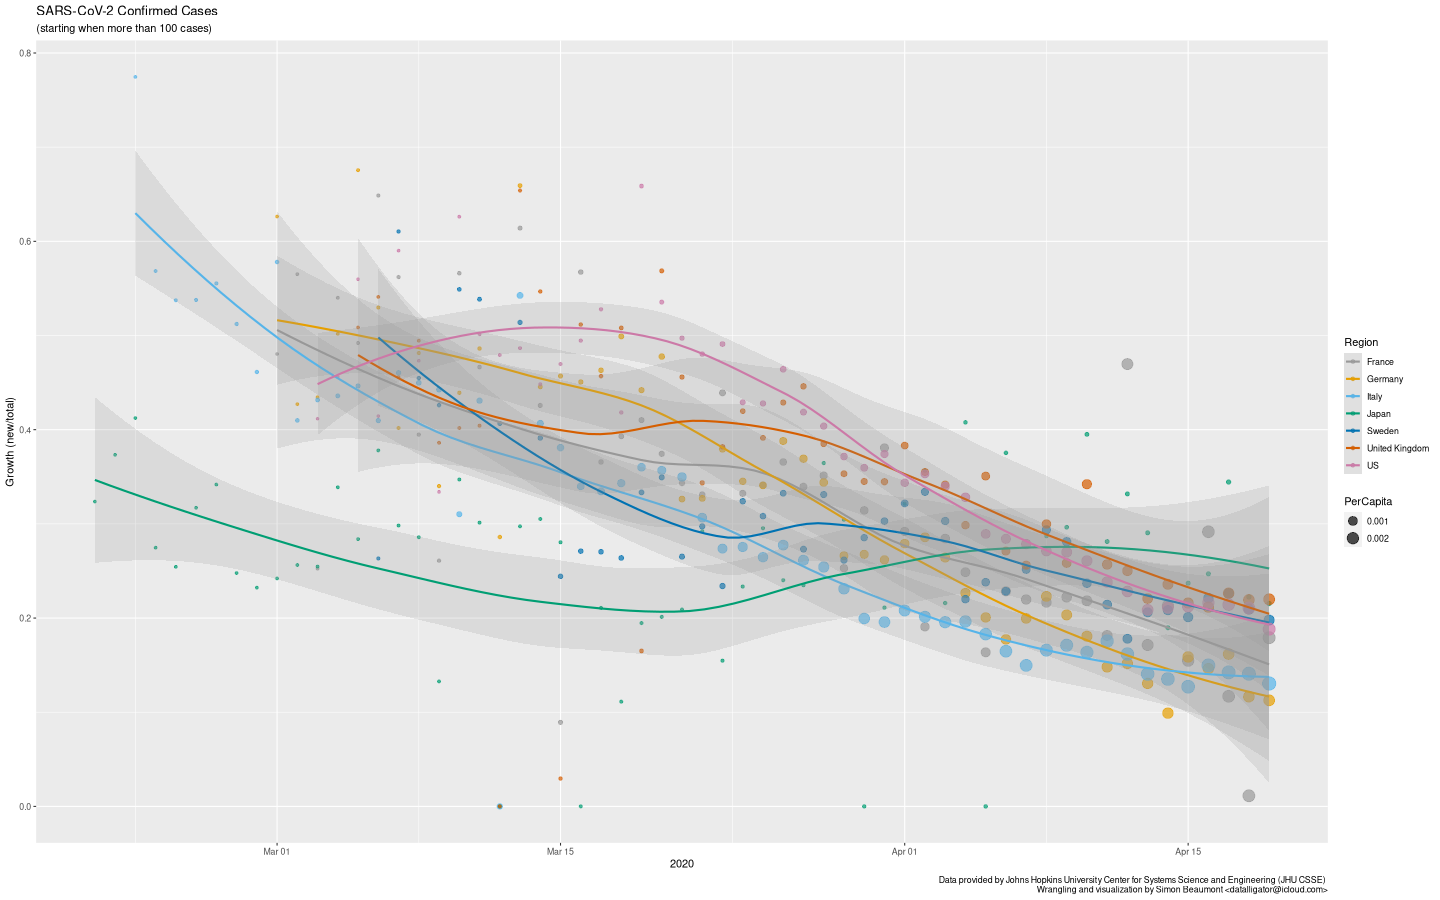 SARS-CoV-2 Confirmed Cases
(starting when more than 100 cases)
Growth (new/total)
0.8
0.6
0.4
0.2
0.0
Mar 01
Mar 15
Apr 01
Apr 15
2020
Region
France
Germany
Italy
Japan
Sweden
United Kingdom
US
PerCapita
0.001
0.002
Data provided by Johns Hopkins University Center for Systems Science and Engineering (JHU CSSE)
Wrangling and visualization by Simon Beaumont <datalligator@icloud.com>